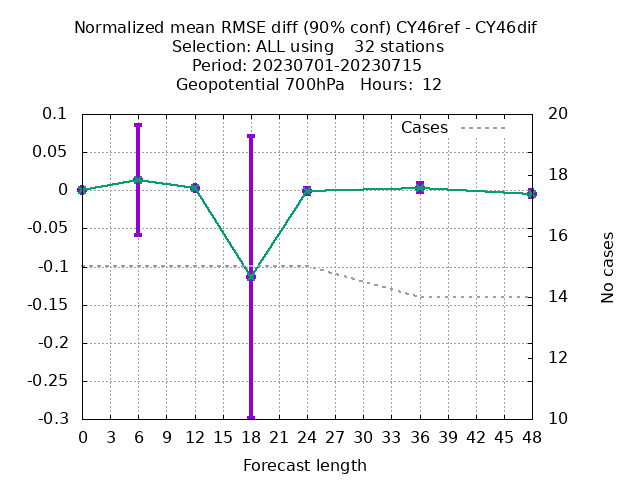 Normalized mean RMSE diff (90% conf) CY46ref - CY46dif
Selection: ALL using    32 stations
Period: 20230701-20230715
Geopotential 700hPa   Hours:  12
Cases
0.1
0.05
0
-0.05
-0.1
-0.15
-0.2
-0.25
-0.3
20
18
16
14
12
10
No cases
0 3 6 9 12 15 18 21 24 27 30 33 36 39 42 45 48
Forecast length